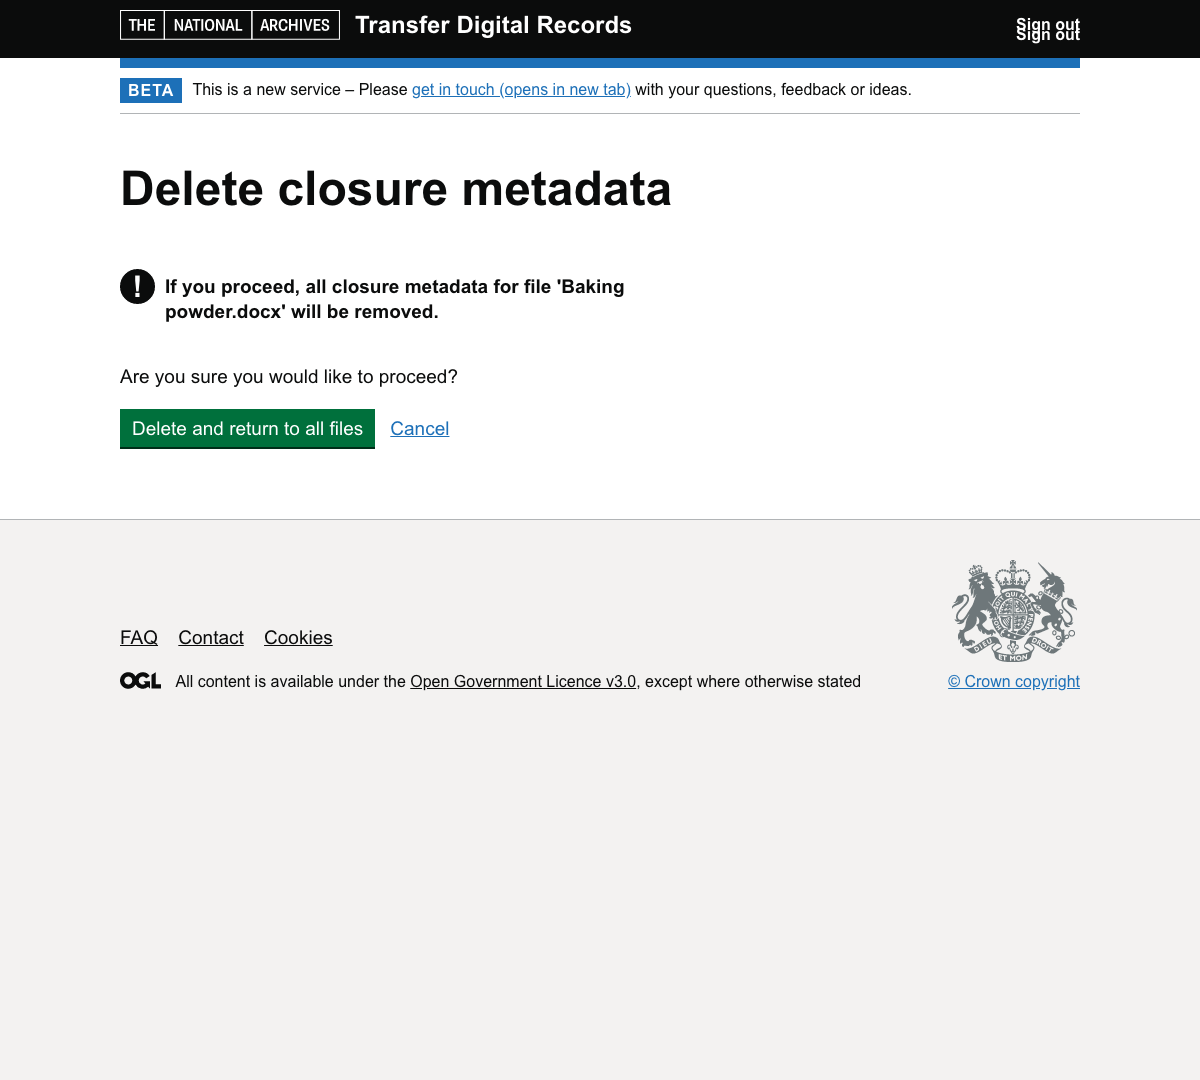 THE NATIONAL ARCHIVES Transfer Digital Records Sign out
Sign out
BETA This is a new service – Please get in touch (opens in new tab) with your questions, feedback or ideas.
Delete closure metadata
! If you proceed, all closure metadata for file 'Baking
powder.docx' will be removed.
Are you sure you would like to proceed?
Delete and return to all files Cancel
FAQ Contact Cookies
DIEU ET MON DROIT
OGL All content is available under the Open Government Licence v3.0, except where otherwise stated
© Crown copyright